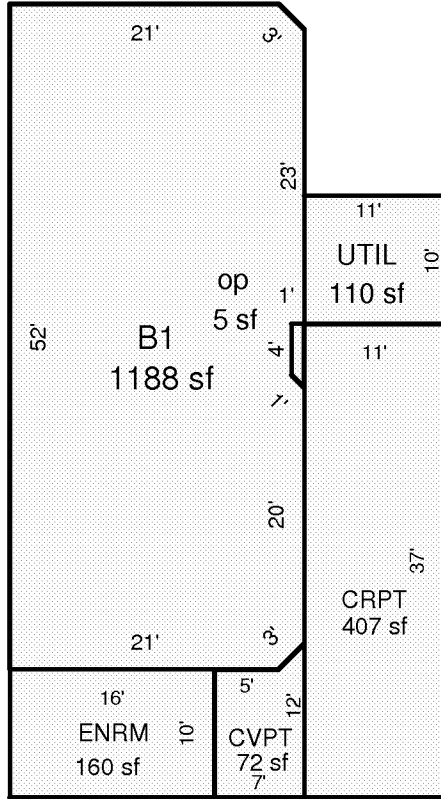 21'
3'
23'
11'
UTIL
10'
110 sf
op
1'
5 sf
52'
B1
4'
11'
1188 sf
1'
20'
37'
CRPT
407 sf
21'
3'
16'
5'
12'
ENRM
10'
CVPT
160 sf
72 sf
7'